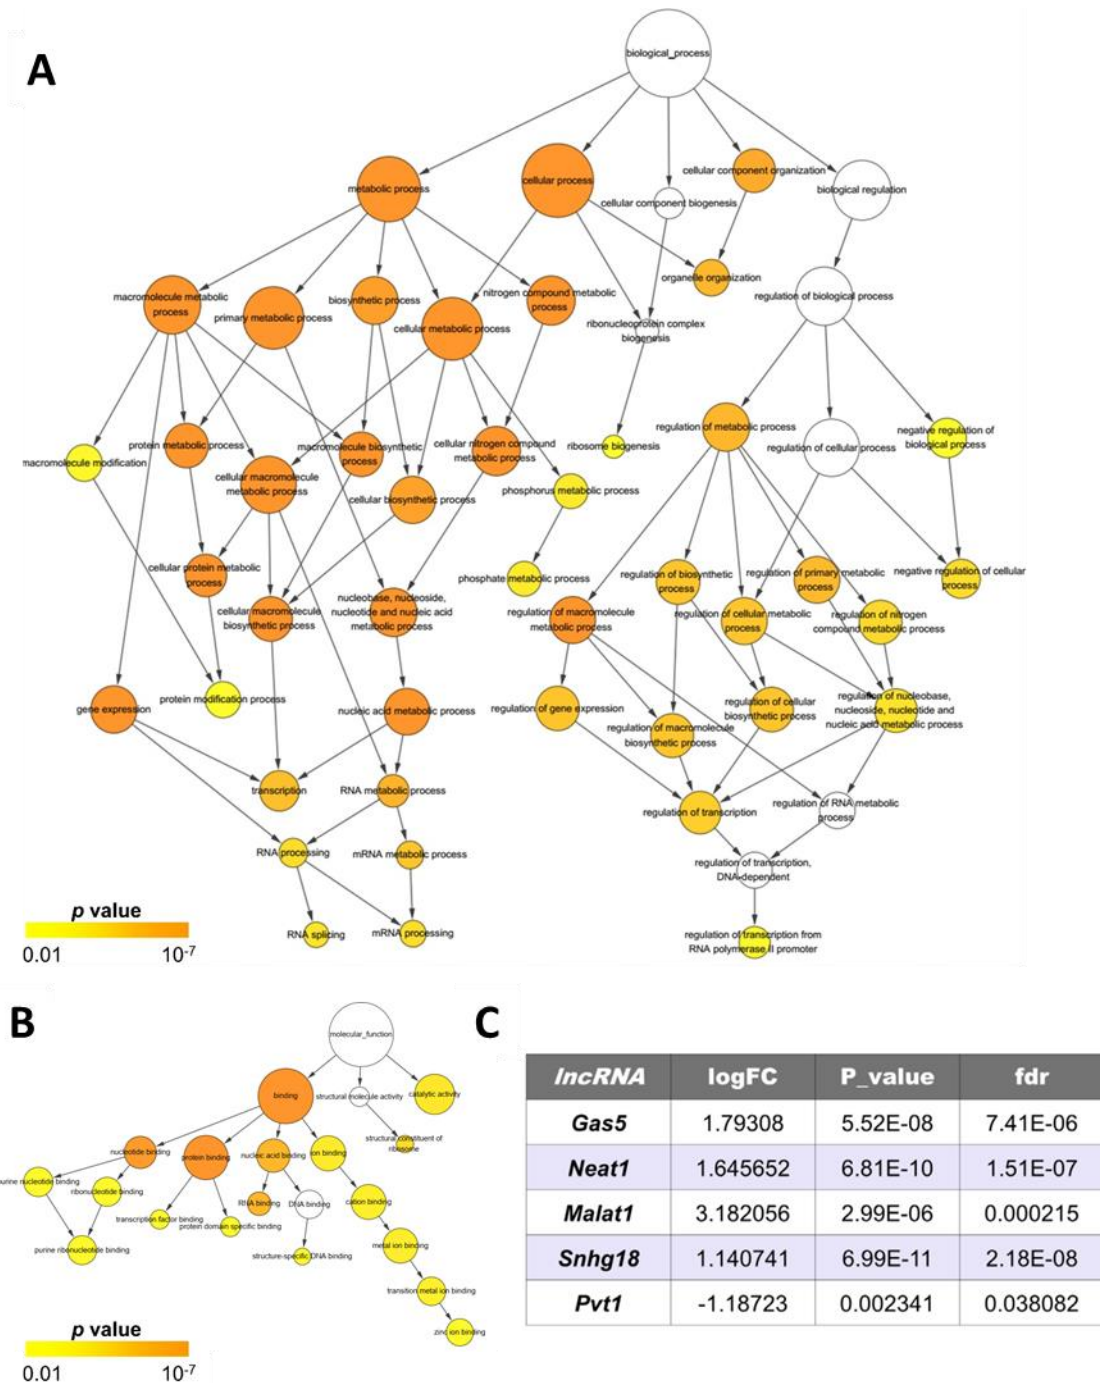 A
biological_process
metabolic process
cellular process
cellular component organization
cellular component biogenesis
biological regulation
macromolecule metabolic
process
primary metabolic process
biosynthetic process
cellular metabolic process
nitrogen compound metabolic
process
organelle organization
ribonucleoprotein complex
biogenesis
regulation of biological process
macromolecule modification
protein metabolic process
cellular macromolecule
metabolic process
macromolecule biosynthetic
process
cellular biosynthetic process
cellular nitrogen compound
metabolic process
phosphorus metabolic process
ribosome biogenesis
regulation of metabolic process
regulation of cellular process
negative regulation of
biological process
cellular protein metabolic
process
cellular macromolecule
biosynthetic process
nucleobase, nucleoside,
nucleotide and nucleic acid
metabolic process
phosphate metabolic process
regulation of macromolecule
metabolic process
regulation of biosynthetic
process
regulation of cellular metabolic
process
regulation of primary metabolic
process
regulation of nitrogen
compound metabolic process
negative regulation of cellular
process
gene expression
protein modification process
nucleic acid metabolic process
regulation of gene expression
regulation of macromolecule
biosynthetic process
regulation of cellular
biosynthetic process
regulation of nucleobase,
nucleoside, nucleotide and
nucleic acid metabolic process
transcription
RNA metabolic process
regulation of transcription
regulation of RNA metabolic
process
RNA processing
mRNA metabolic process
regulation of transcription,
DNA-dependent
RNA splicing
mRNA processing
regulation of transcription from
RNA polymerase II promoter
p value
0.01 10-7
B
molecular_function
binding
structural molecule activity
catalytic activity
structural constituent of
ribosome
nucleotide binding
protein binding
nucleic acid binding
ion binding
purine nucleotide binding
ribonucleotide binding
RNA binding
DNA binding
cation binding
transcription factor binding
protein domain specific binding
purine ribonucleotide binding
structure-specific DNA binding
metal ion binding
transition metal ion binding
zinc ion binding
p value
0.01 10-7
C
lncRNA logFC P_value fdr
Gas5 1.79308 5.52E-08 7.41E-06
Neat1 1.645652 6.81E-10 1.51E-07
Malat1 3.182056 2.99E-06 0.000215
Snhg18 1.140741 6.99E-11 2.18E-08
Pvt1 -1.18723 0.002341 0.038082